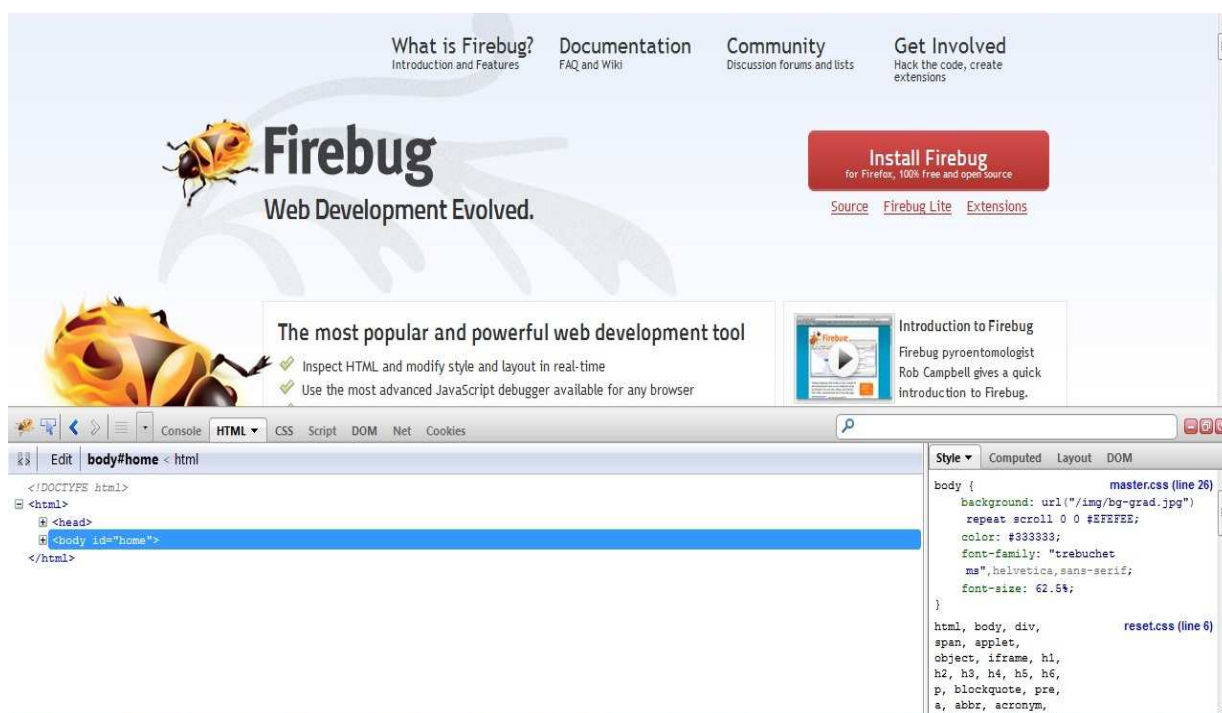 What is Firebug?
Introduction and Features
Documentation
FAQ and Wiki
Community
Discussion forums and lists
Get Involved
Hack the code, create
extensions
Firebug
Web Development Evolved.
Install Firebug
for Firefox, 100% free and open source
Source Firebug Lite Extensions
The most popular and powerful web development tool
Inspect HTML and modify style and layout in real-time
Use the most advanced JavaScript debugger available for any browser
Firebug
Introduction to Firebug
Firebug pyroentomologist
Rob Campbell gives a quick
introduction to Firebug.
Console HTML CSS Script DOM Net Cookies
Edit body#home < html
<!DOCTYPE html>
<html>
<head>
<body id="home">
</html>
Style Computed Layout DOM
body { master.css (line 26)
background: url("/img/bg-grad.jpg")
repeat scroll 0 0 #EFEFEE;
color: #333333;
font-family: "trebuchet
ms",helvetica,sans-serif;
font-size: 62.5%;
}
html, body, div, reset.css (line 6)
span, applet,
object, iframe, h1,
h2, h3, h4, h5, h6,
p, blockquote, pre,
a, abbr, acronym,